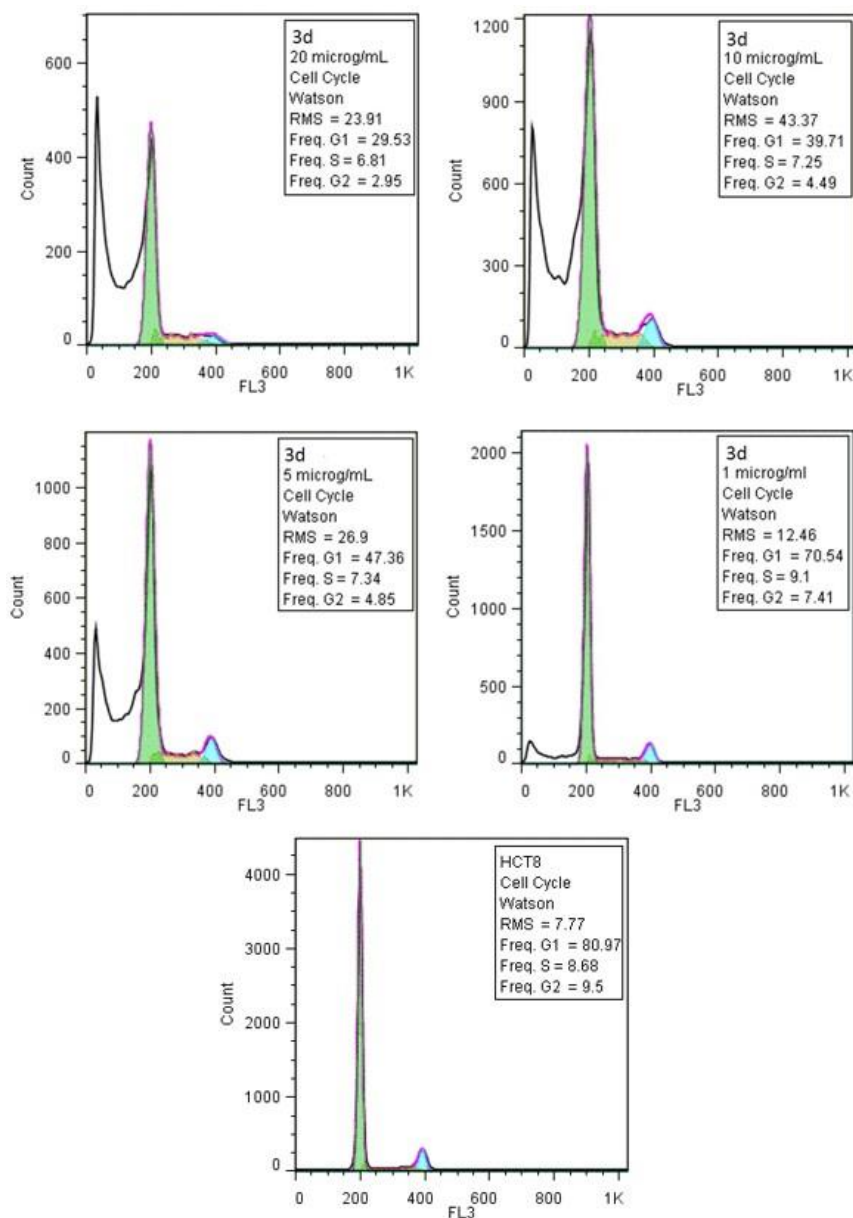 3d
20 microg/mL
Cell Cycle
Watson
RMS = 23.91
Freq. G1 = 29.53
Freq. S = 6.81
Freq. G2 = 2.95
Count
600
400
200
0
0 200 400 600 800 1K
FL3
3d
10 microg/mL
Cell Cycle
Watson
RMS = 43.37
Freq. G1 = 39.71
Freq. S = 7.25
Freq. G2 = 4.49
Count
1200
900
600
300
0
0 200 400 600 800 1K
FL3
3d
5 microg/mL
Cell Cycle
Watson
RMS = 26.9
Freq. G1 = 47.36
Freq. S = 7.34
Freq. G2 = 4.85
Count
1000
800
600
400
200
0
0 200 400 600 800 1K
FL3
3d
1 microg/ml
Cell Cycle
Watson
RMS = 12.46
Freq. G1 = 70.54
Freq. S = 9.1
Freq. G2 = 7.41
Count
2000
1500
1000
500
0
0 200 400 600 800 1K
FL3
HCT8
Cell Cycle
Watson
RMS = 7.77
Freq. G1 = 80.97
Freq. S = 8.68
Freq. G2 = 9.5
Count
4000
3000
2000
1000
0
0 200 400 600 800 1K
FL3